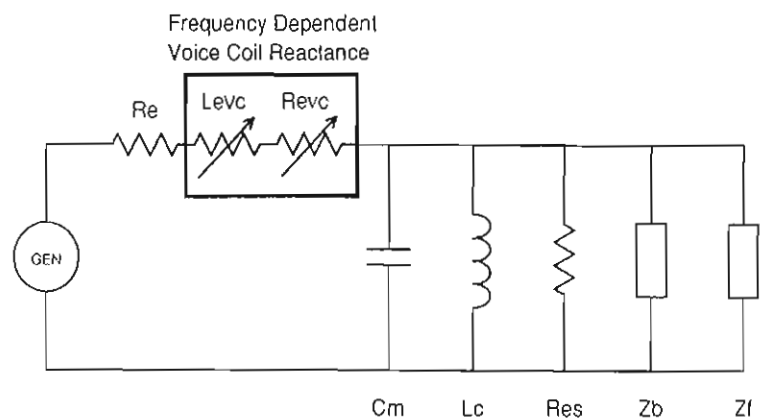 Frequency Dependent
Voice Coil Reactance
Re
Levc
Revc
GEN
Cm
Lc
Res
Zb
Zf